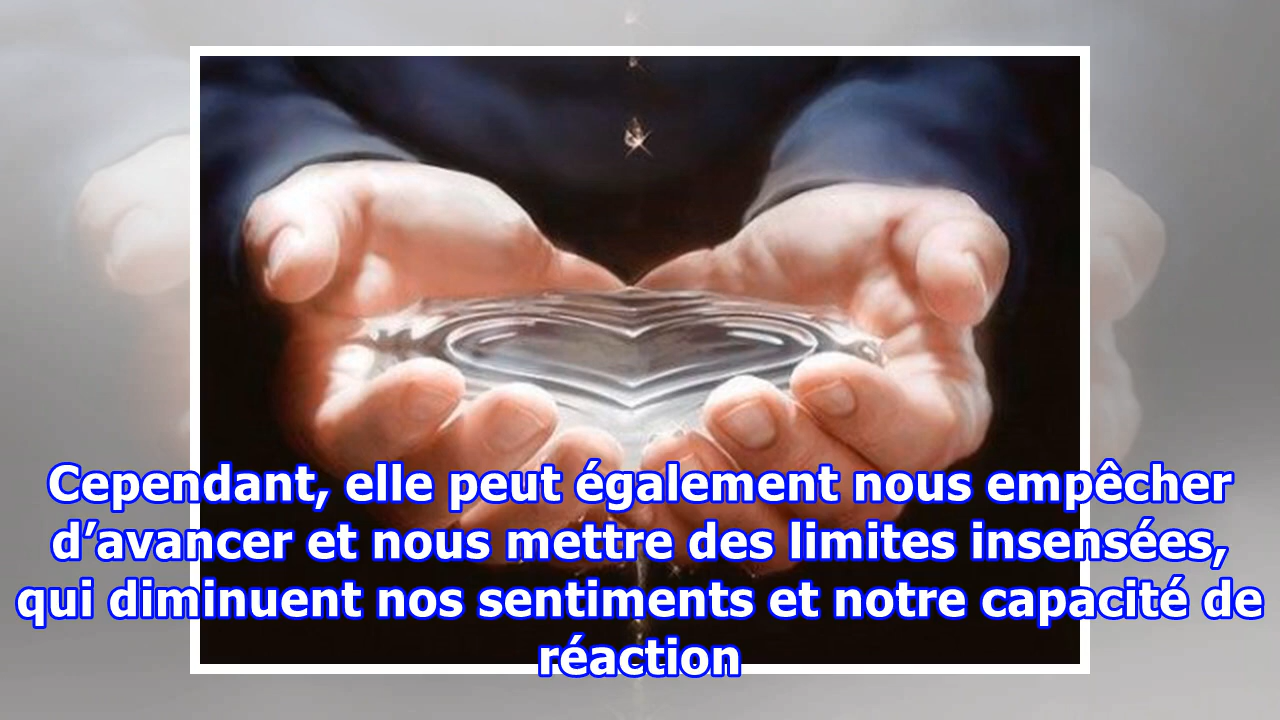 Cependant, elle peut également nous empêcher
d’avancer et nous mettre des limites insensées,
qui diminuent nos sentiments et notre capacité de
réaction